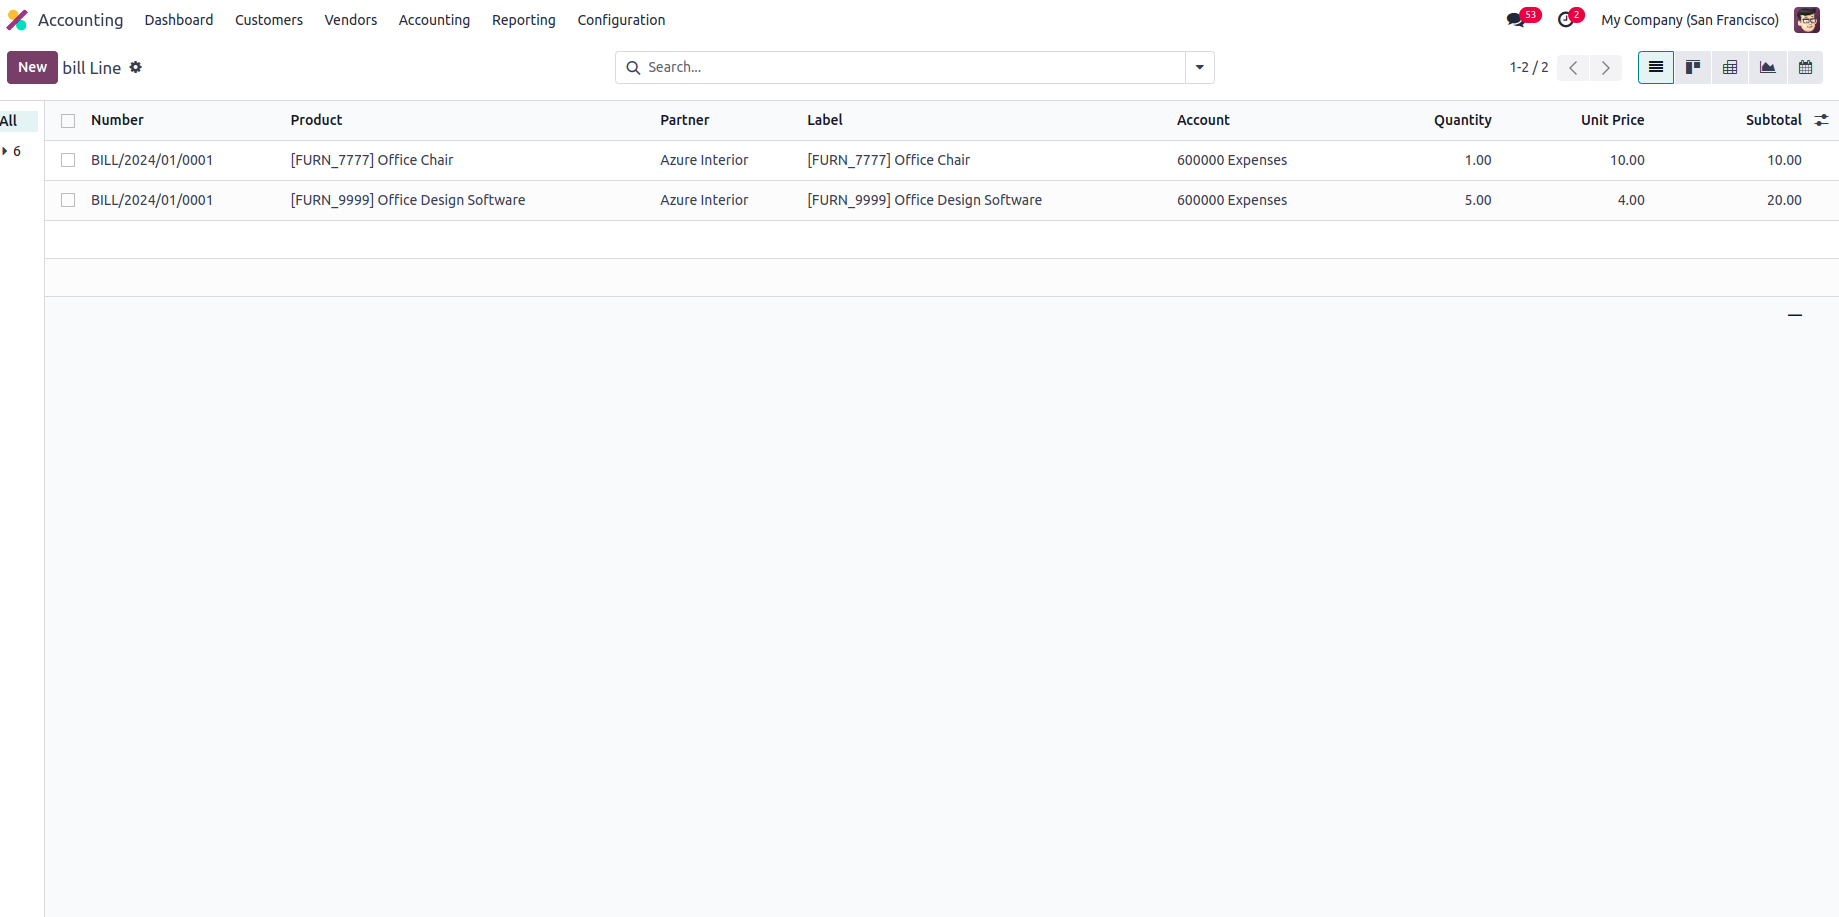 Accounting Dashboard Customers Vendors Accounting Reporting Configuration 53 2 My Company (San Francisco)
New bill Line Search... 1-2 / 2
All Number Product Partner Label Account Quantity Unit Price Subtotal
6 BILL/2024/01/0001 [FURN_7777] Office Chair Azure Interior [FURN_7777] Office Chair 600000 Expenses 1.00 10.00 10.00
BILL/2024/01/0001 [FURN_9999] Office Design Software Azure Interior [FURN_9999] Office Design Software 600000 Expenses 5.00 4.00 20.00
—